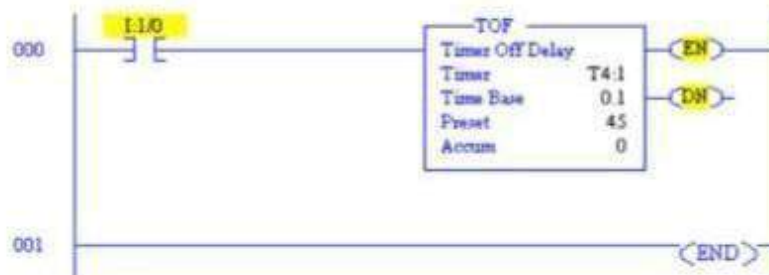 I:1/0
000
TOF
Timer Off Delay
Timer T4:1
Time Base 0.1
Preset 45
Accum 0
EN
DN
001
END